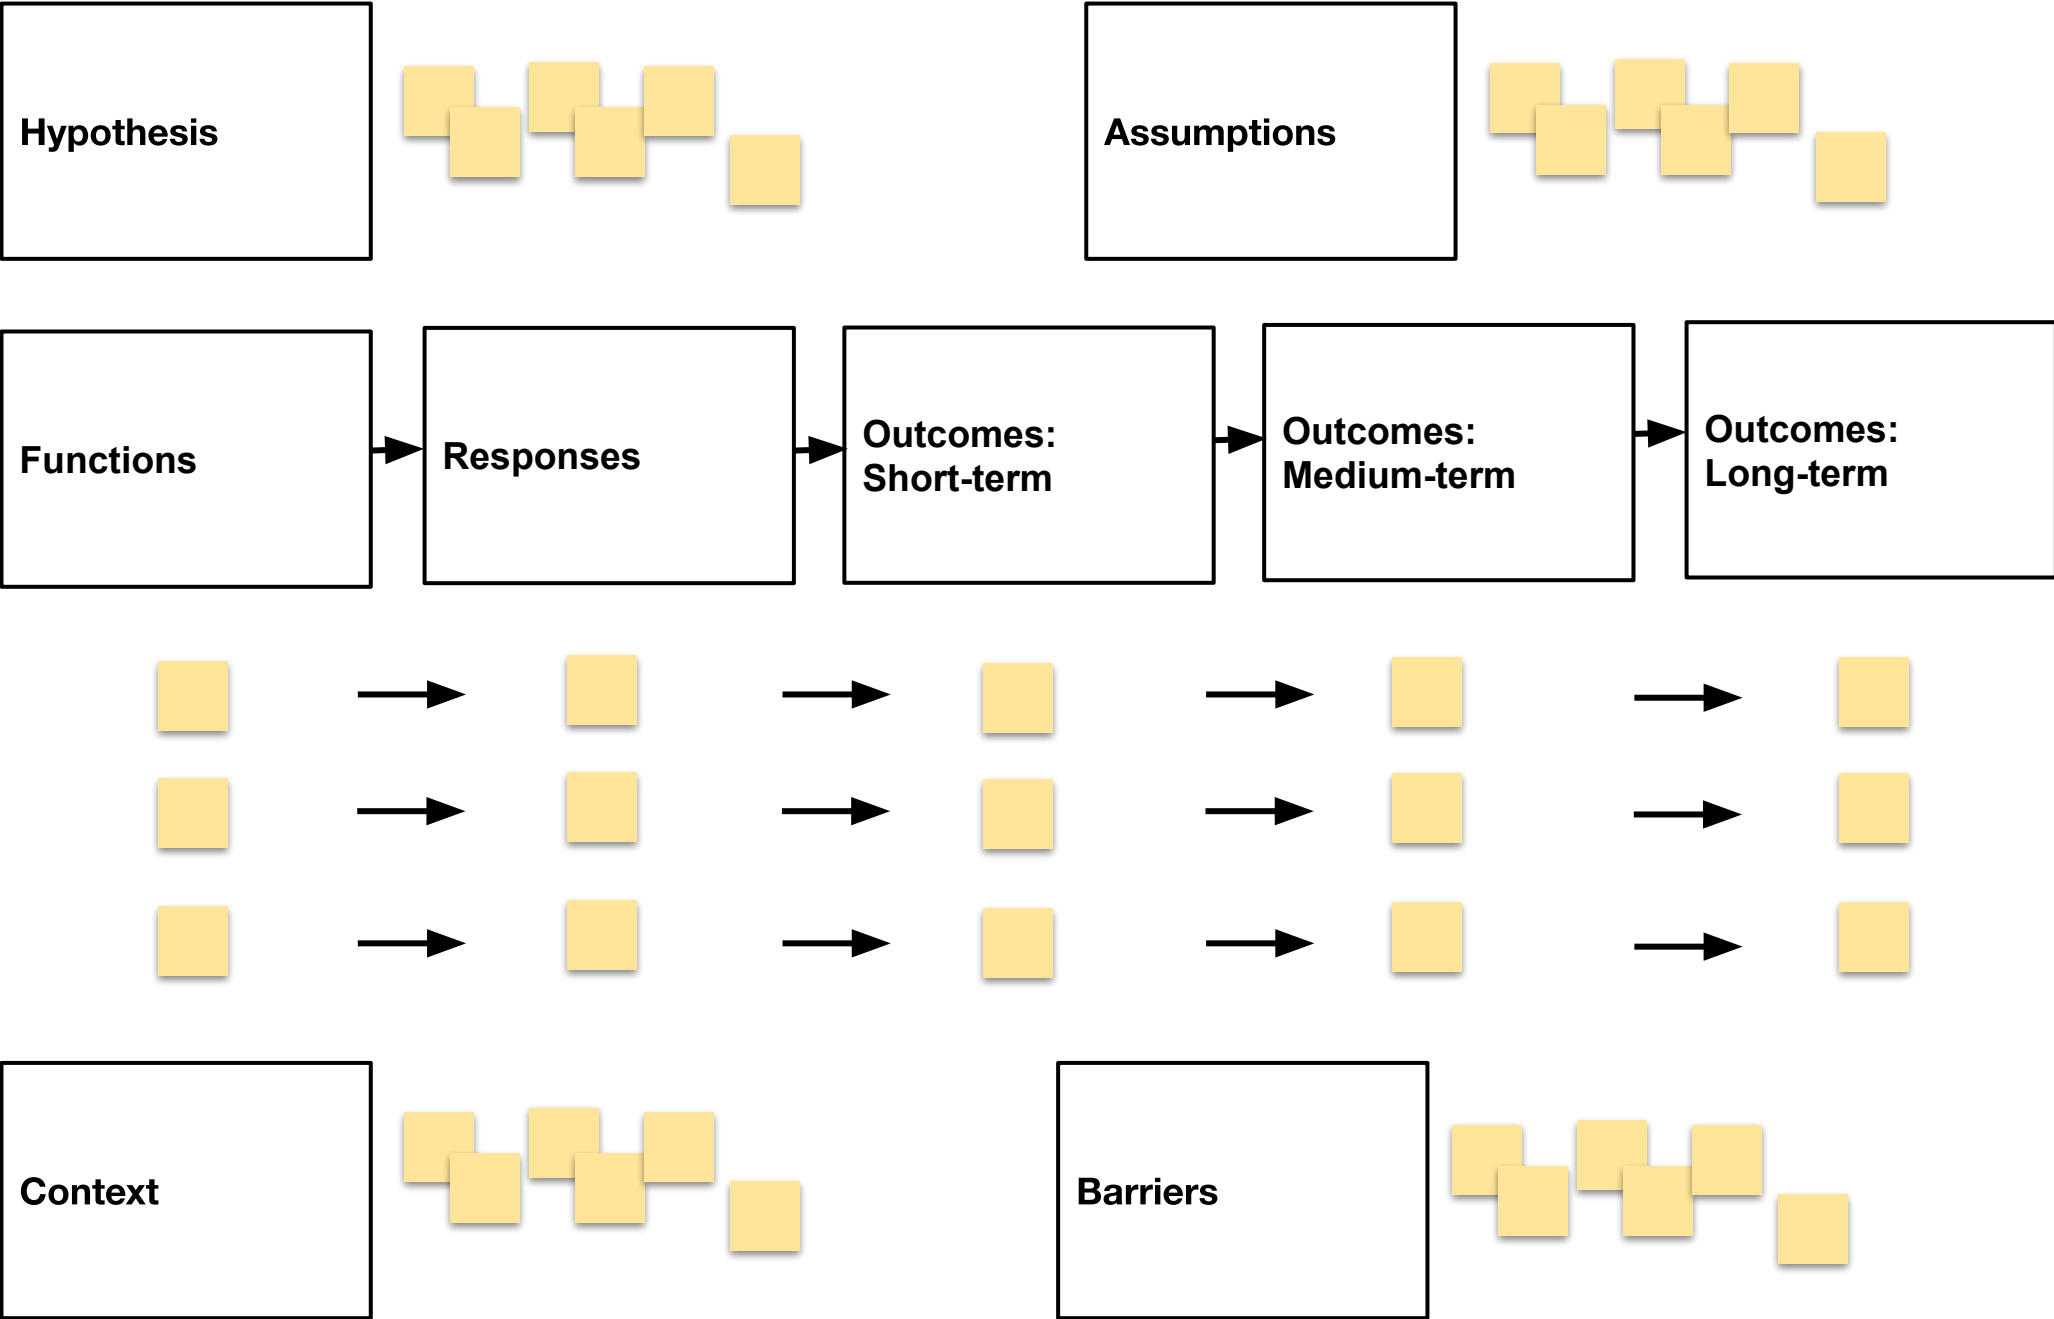 Hypothesis
Assumptions
Functions
Responses
Outcomes:
Short-term
Outcomes:
Medium-term
Outcomes:
Long-term
Context
Barriers